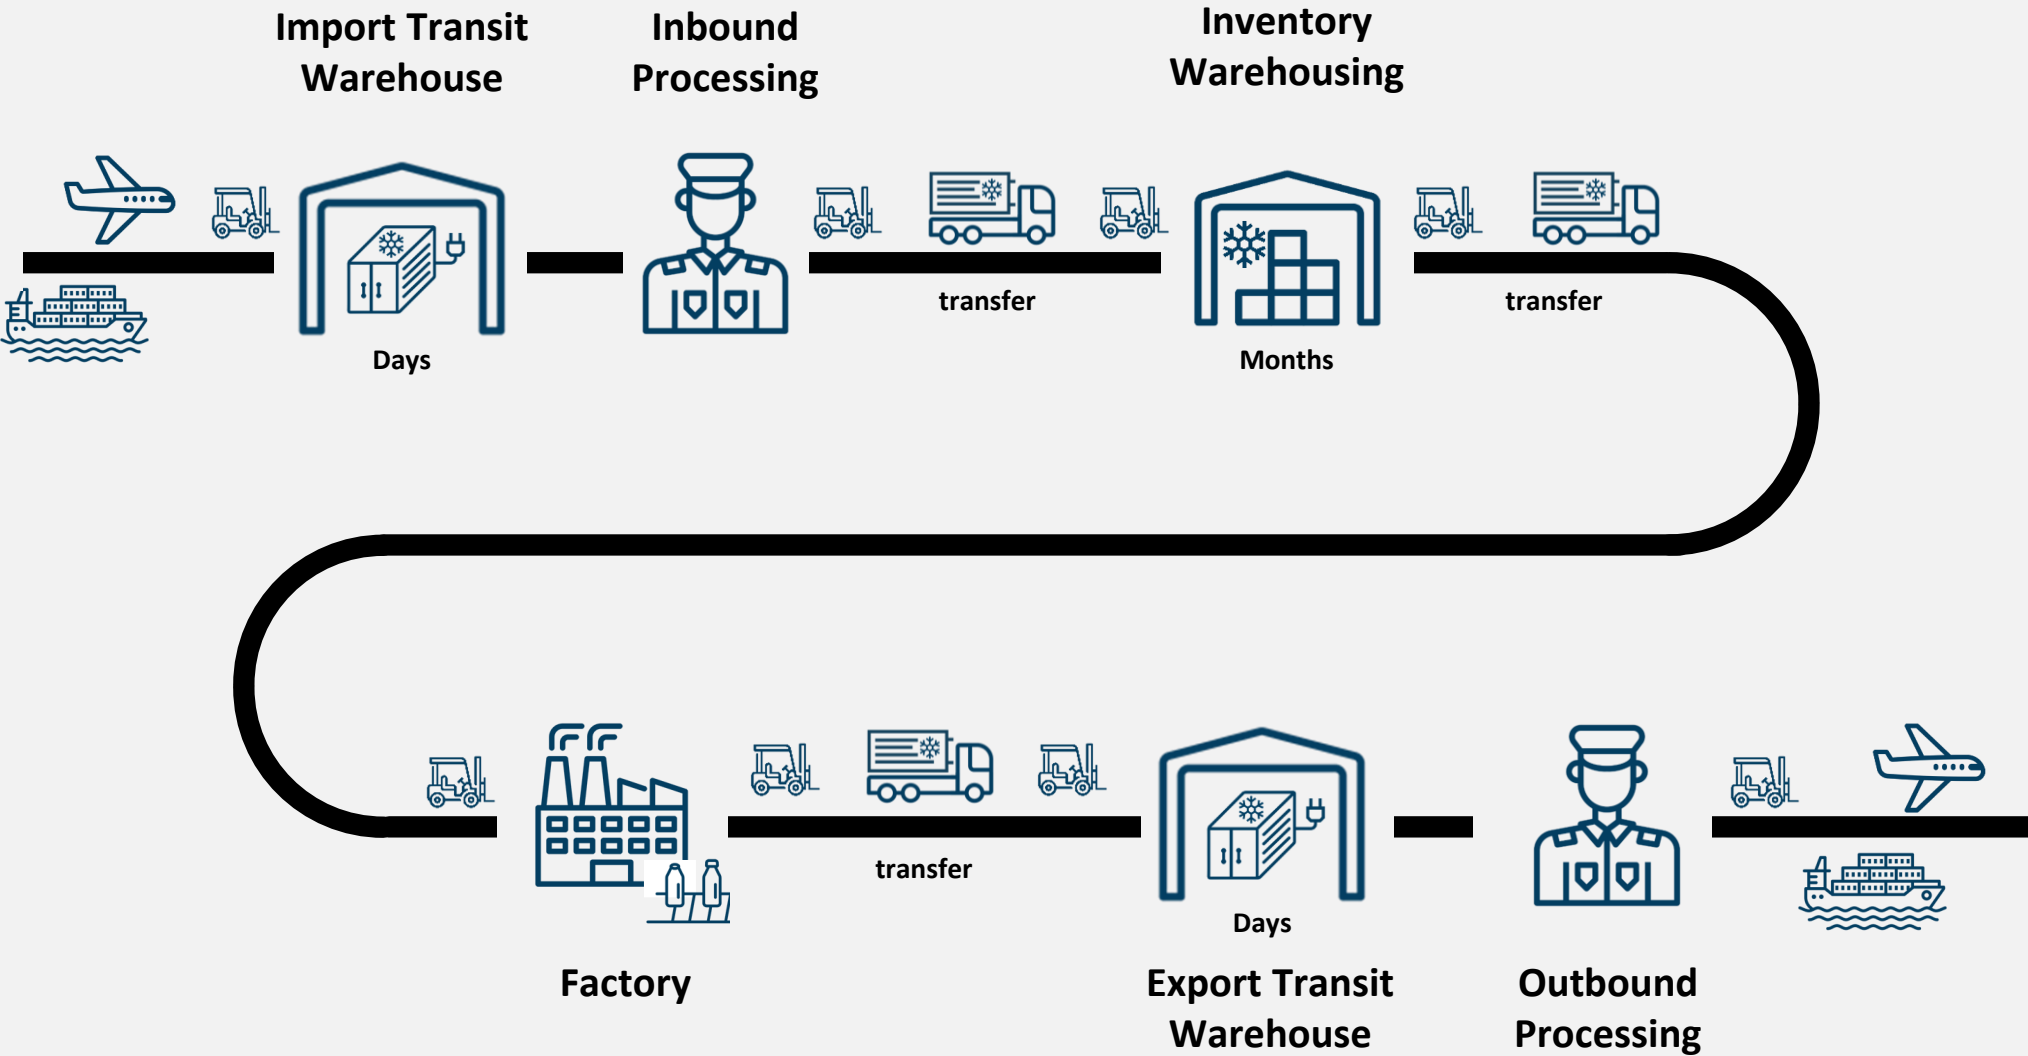 Import Transit
Warehouse
Inbound
Processing
Inventory
Warehousing
transfer
transfer
Days
Months
transfer
Days
Factory
Export Transit
Warehouse
Outbound
Processing